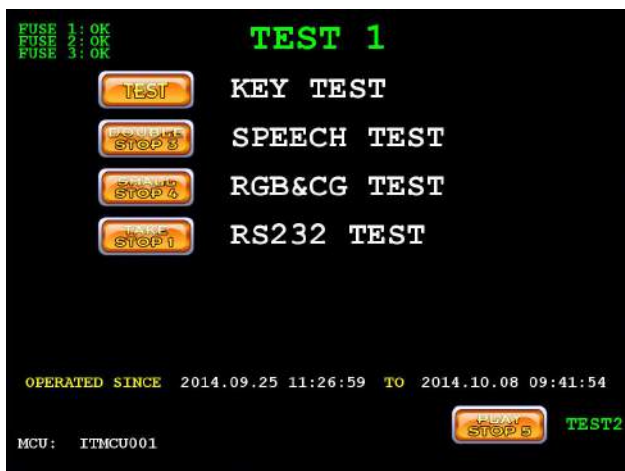 FUSE 1:OK
FUSE 2:OK
FUSE 3:OK
TEST 1
TEST
KEY TEST
DOUBLE
STOP 3
SPEECH TEST
SMALL
STOP 4
RGB&CG TEST
TAKE
STOP 1
RS232 TEST
OPERATED SINCE 2014.09.25 11:26:59 TO 2014.10.08 09:41:54
PLAY
STOP 5
TEST2
MCU: ITMCU001